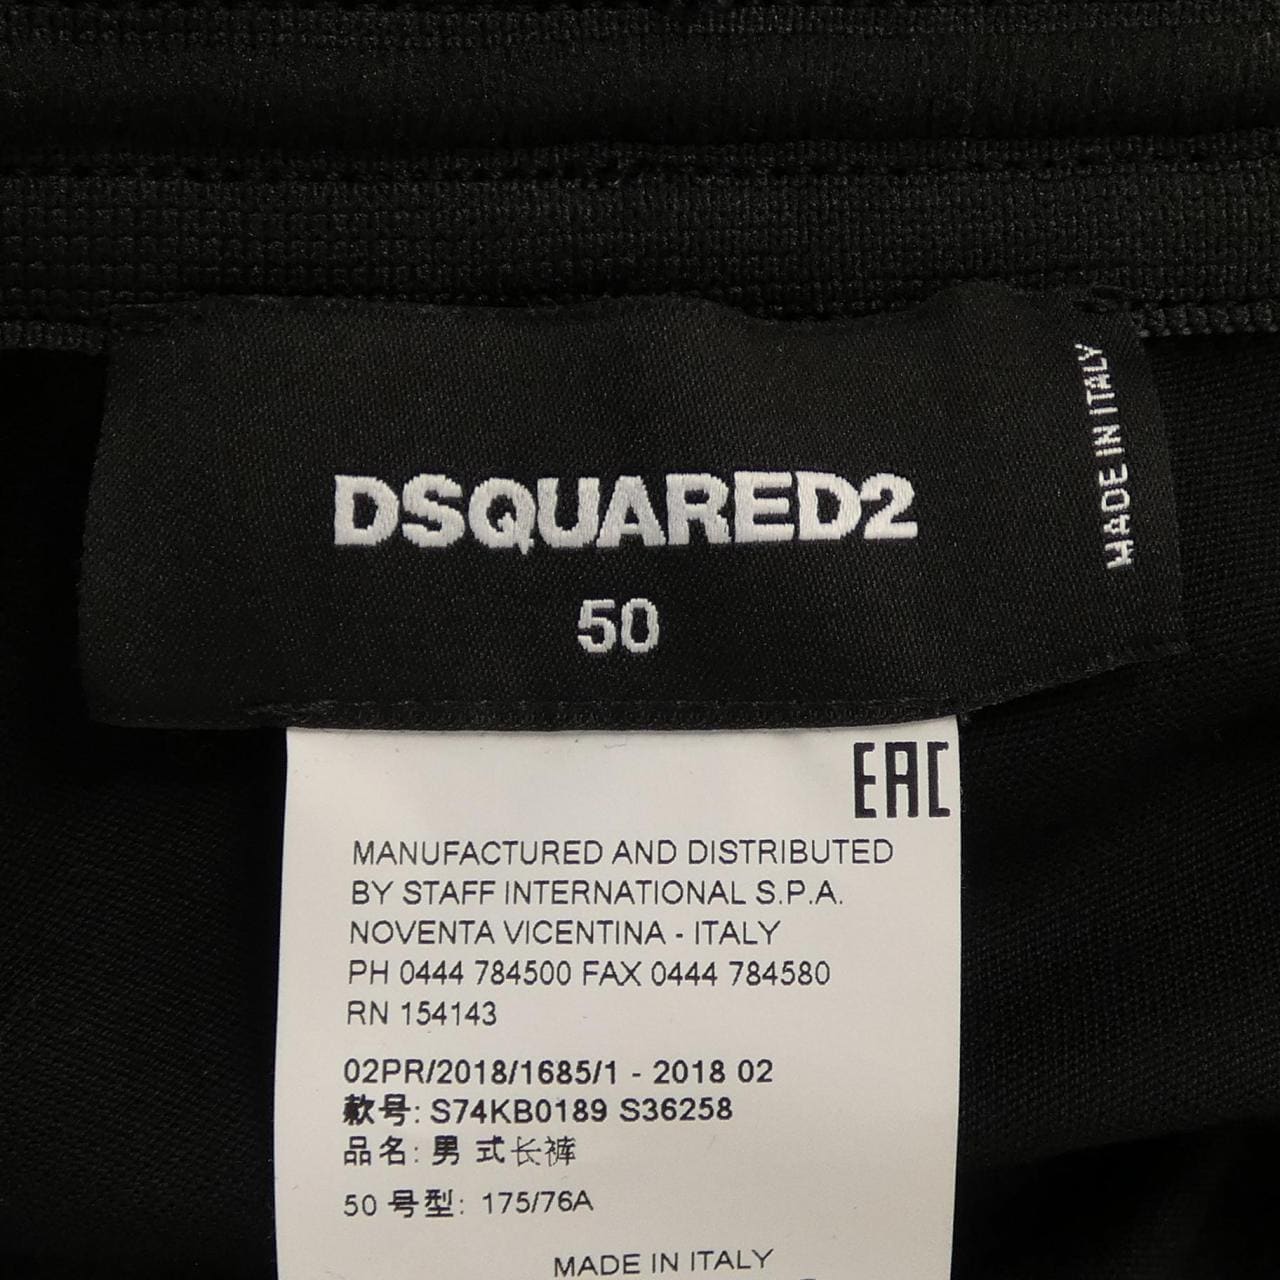 DSQUARED2
50
MADE IN ITALY
EAC
MANUFACTURED AND DISTRIBUTED
BY STAFF INTERNATIONAL S.P.A.
NOVENTA VICENTINA - ITALY
PH 0444 784500 FAX 0444 784580
RN 154143
02PR/2018/1685/1 - 2018 02
款号: S74KB0189 S36258
品名: 男 式长裤
50 号型: 175/76A
MADE IN ITALY